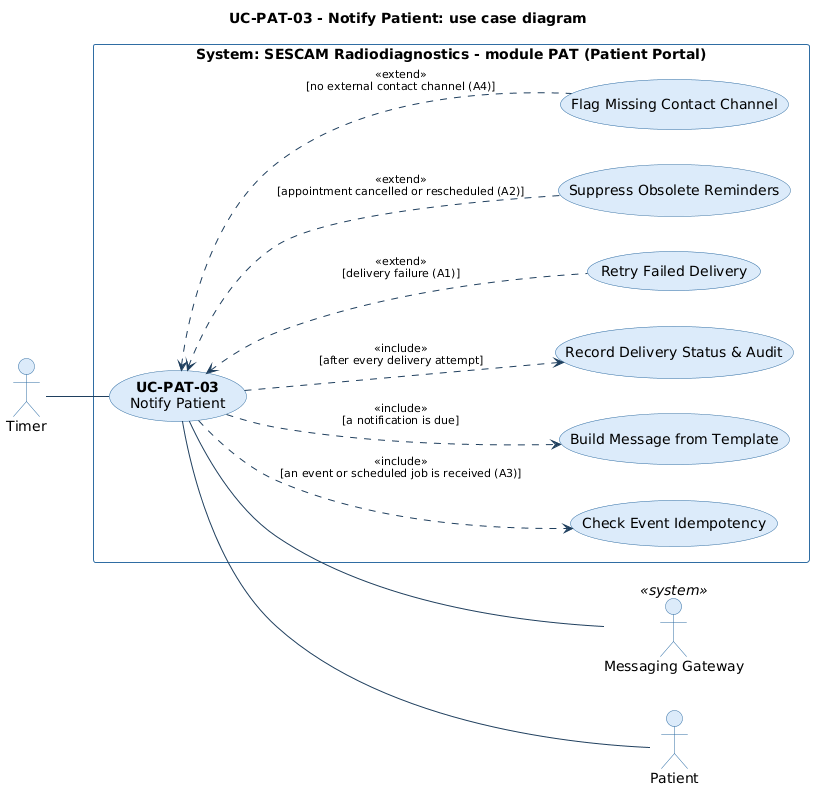 UC-PAT-03 - Notify Patient: use case diagram
System: SESCAM Radiodiagnostics - module PAT (Patient Portal)
«extend»
[no external contact channel (A4)]
Flag Missing Contact Channel
«extend»
[appointment cancelled or rescheduled (A2)]
Suppress Obsolete Reminders
«extend»
[delivery failure (A1)]
Retry Failed Delivery
«include»
[after every delivery attempt]
Record Delivery Status & Audit
UC-PAT-03
Notify Patient
Timer
«include»
[a notification is due]
Build Message from Template
«include»
[an event or scheduled job is received (A3)]
Check Event Idempotency
«system»
Messaging Gateway
Patient